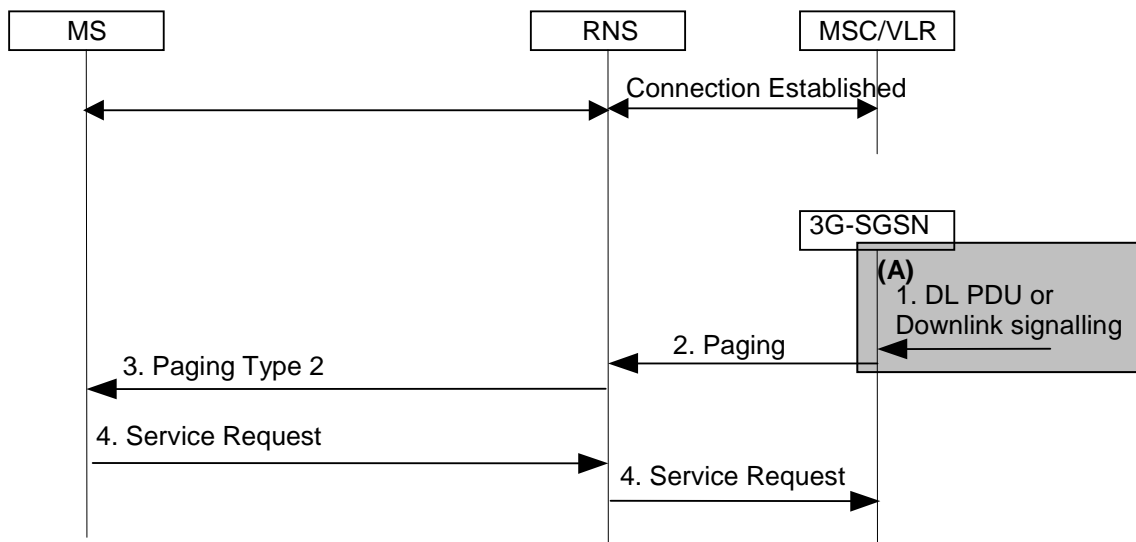 MS
RNS
MSC/VLR
Connection Established
3G-SGSN
(A)
1. DL PDU or
Downlink signalling
2. Paging
3. Paging Type 2
4. Service Request
4. Service Request